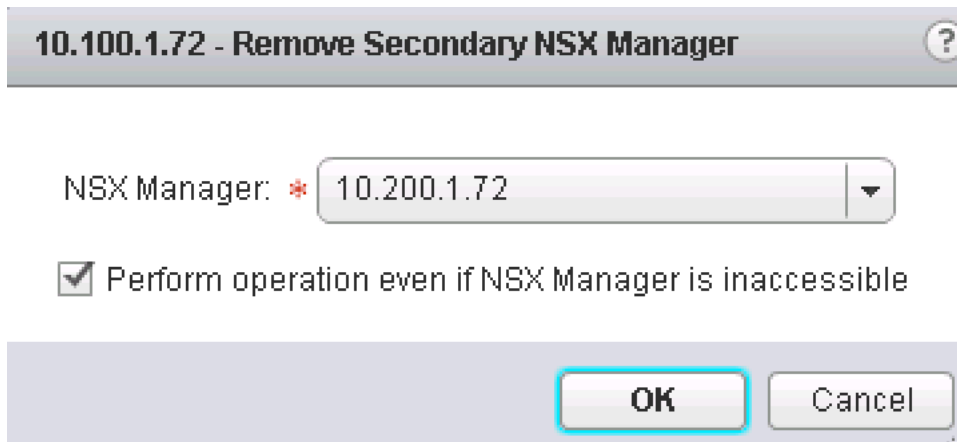 10.100.1.72 - Remove Secondary NSX Manager ?
NSX Manager: * 10.200.1.72
Perform operation even if NSX Manager is inaccessible
OK Cancel